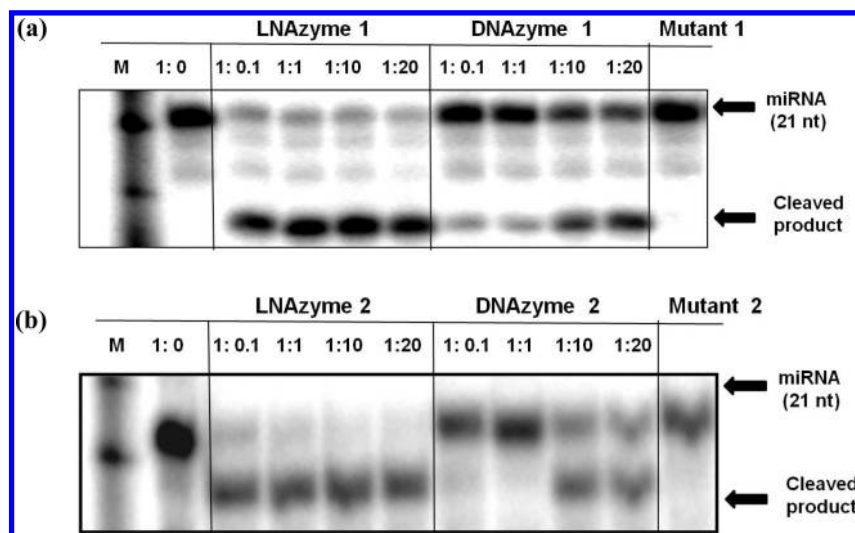 (a)
LNAzyme 1 DNAzyme 1 Mutant 1
M 1: 0 1: 0.1 1:1 1:10 1:20 1: 0.1 1:1 1:10 1:20
miRNA
(21 nt)
Cleaved
product
(b)
LNAzyme 2 DNAzyme 2 Mutant 2
M 1: 0 1: 0.1 1:1 1:10 1:20 1: 0.1 1:1 1:10 1:20
miRNA
(21 nt)
Cleaved
product